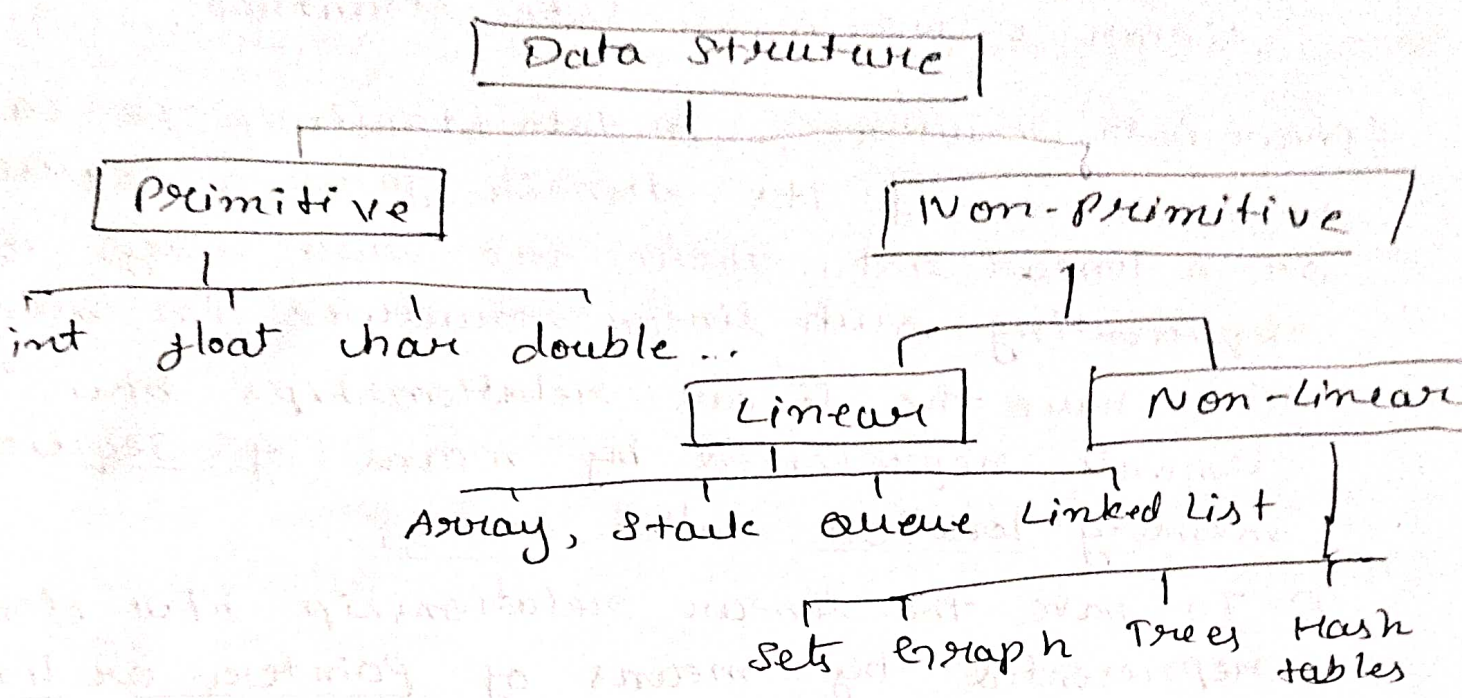 Data Struture
Primitive
Non-Primitive
int float char double ...
Linear
Non-Linear
Array, Stack Queue Linked List
Sets Graph Trees Hash
tables